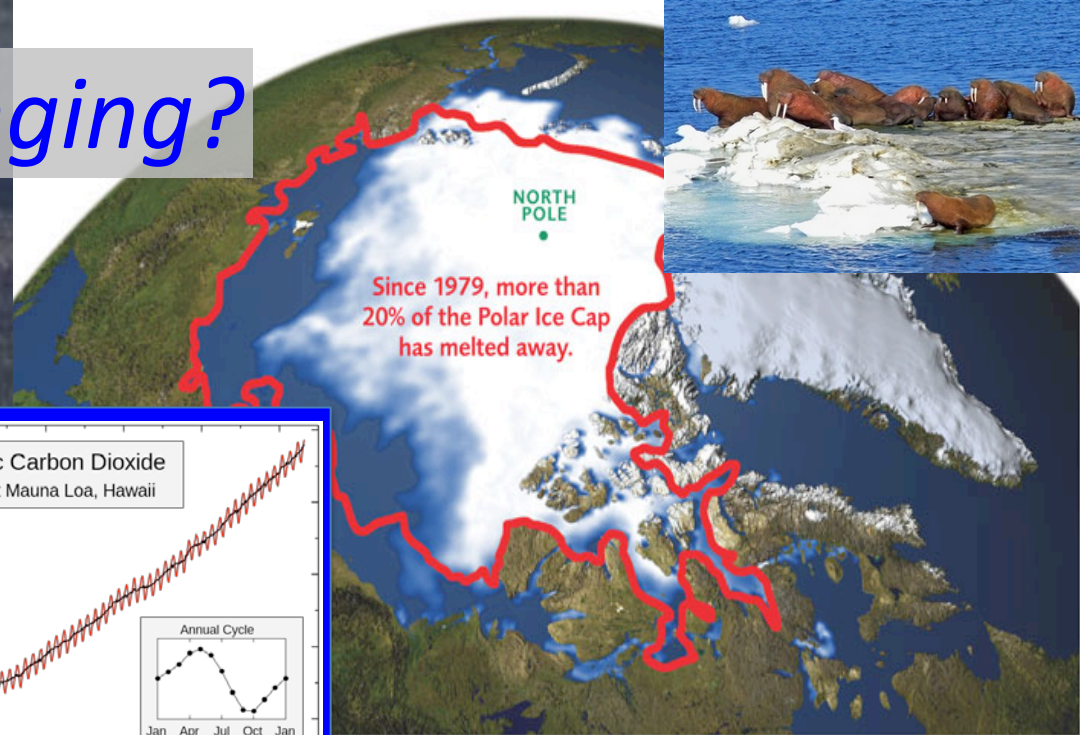 ging?
NORTH
POLE
Since 1979, more than
20% of the Polar Ice Cap
has melted away.
c Carbon Dioxide
t Mauna Loa, Hawaii
Annual Cycle
Jan Apr Jul Oct Jan